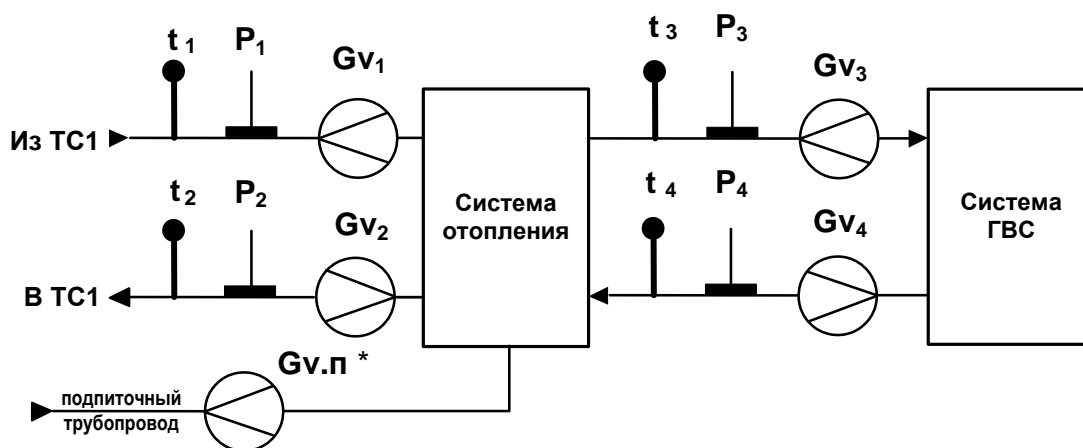 t 1 P1 Gv1
Из ТС1
t 2 P2 Gv2
В ТС1
Система
отопления
t 3 P3 Gv3
t 4 P4 Gv4
Система
ГВС
Gv.п *
подпиточный
трубопровод